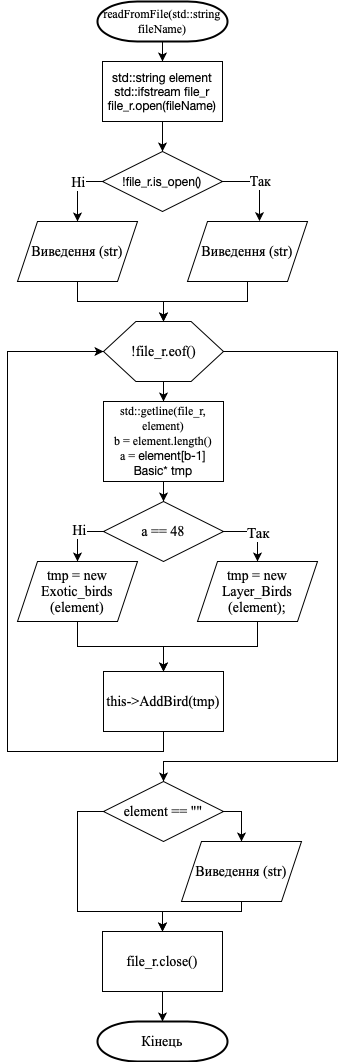 readFromFile(std::string
fileName)
std::string element
std::ifstream file_r
file_r.open(fileName)
!file_r.is_open()
Ні
Так
Виведення (str)
Виведення (str)
!file_r.eof()
std::getline(file_r,
element)
b = element.length()
a = element[b-1]
Basic* tmp
a == 48
Ні
Так
tmp = new
Exotic_birds
(element)
tmp = new
Layer_Birds
(element);
this->AddBird(tmp)
element == ""
Виведення (str)
file_r.close()
Кінець